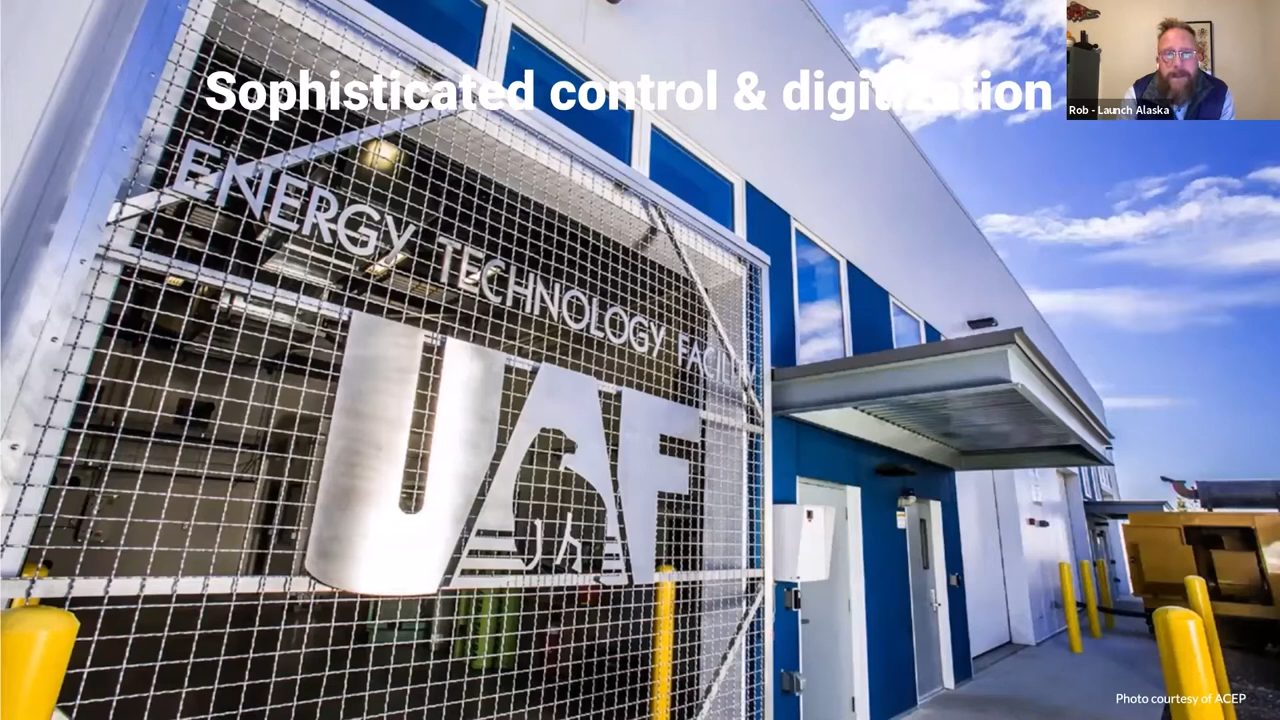 Sophisticated control & digitization
Rob - Launch Alaska
ENERGY TECHNOLOGY FACILITY
UAF
Photo courtesy of ACEP